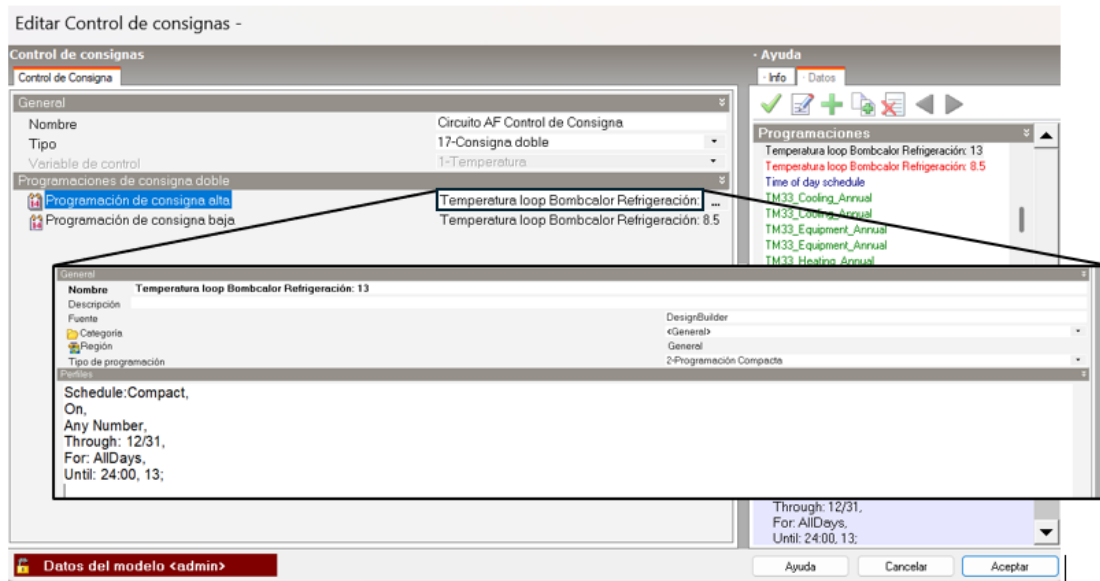 Editar Control de consignas -
Control de consignas
Control de Consigna
General
Nombre Circuito AF Control de Consigna
Tipo 17-Consigna doble
Variable de control 1-Temperatura
Programaciones de consigna doble
Programación de consigna alta Temperatura loop Bombcalor Refrigeración: ...
Programación de consigna baja Temperatura loop Bombcalor Refrigeración: 8.5
· Ayuda
· Info · Datos
Programaciones
Temperatura loop Bombcalor Refrigeración: 13
Temperatura loop Bombcalor Refrigeración: 8.5
Time of day schedule
TM33_Cooling_Annual
TM33_Cooling_Annual
TM33_Equipment_Annual
TM33_Equipment_Annual
TM33_Heating_Annual
General
Nombre Temperatura loop Bombcalor Refrigeración: 13
Descripción
Fuente DesignBuilder
Categoría <General>
Región General
Tipo de programación 2-Programación Compacta
Perfiles
Schedule:Compact,
On,
Any Number,
Through: 12/31,
For: AllDays,
Until: 24:00, 13;
Through: 12/31,
For: AllDays,
Until: 24:00, 13;
Datos del modelo <admin>
Ayuda Cancelar Aceptar